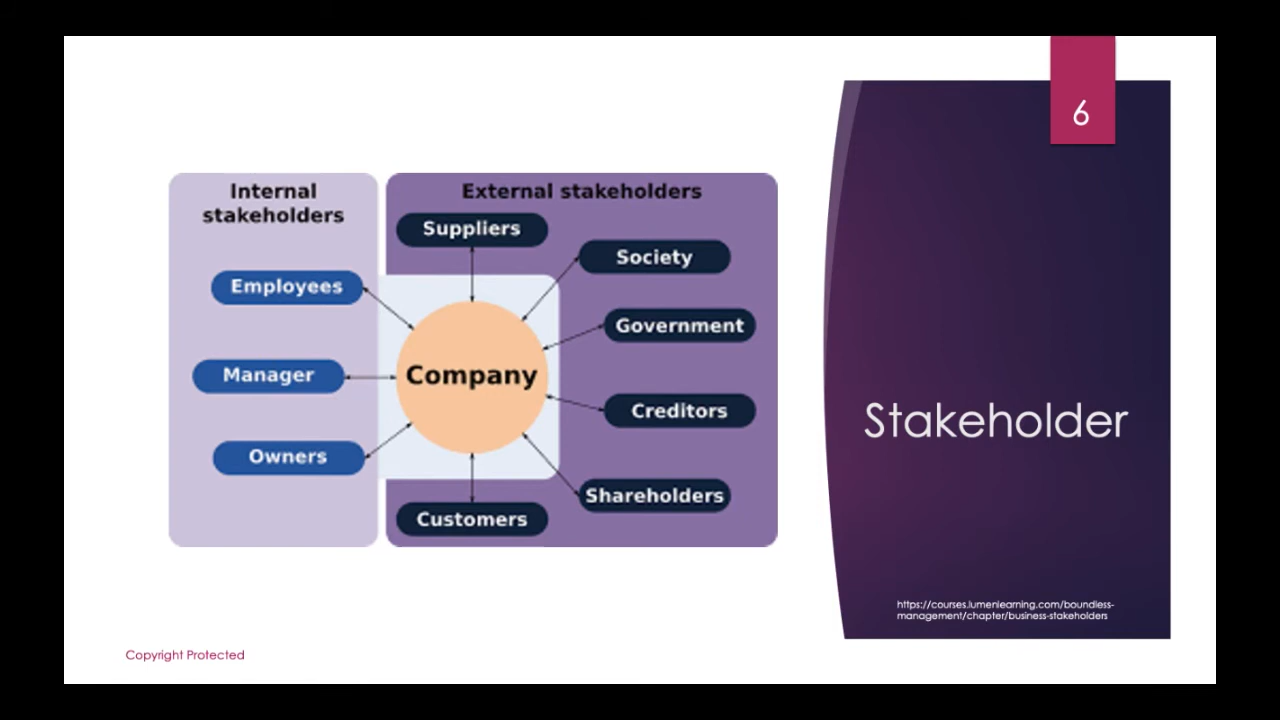 6
Internal
stakeholders
External stakeholders
Suppliers
Society
Employees
Government
Manager
Company
Creditors
Owners
Shareholders
Customers
Stakeholder
https://courses.lumenlearning.com/boundless-
management/chapter/business-stakeholders
Copyright Protected